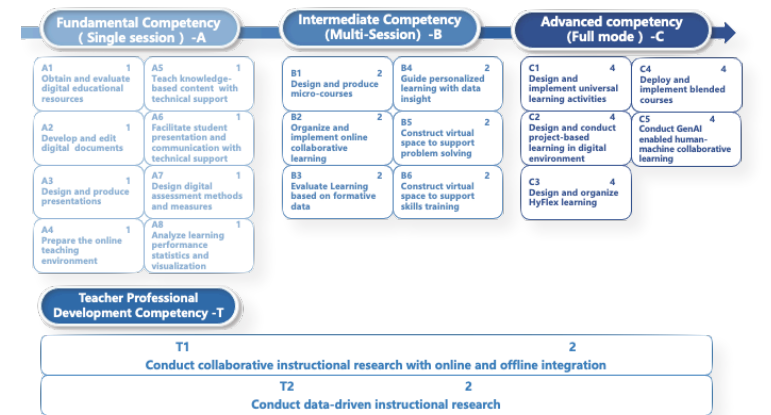 Fundamental Competency
( Single session ) -A
Intermediate Competency
(Multi-Session) -B
Advanced competency
(Full mode ) -C
A1 1
Obtain and evaluate
digital educational
resources
A5 1
Teach knowledge-
based content with
technical support
A2 1
Develop and edit
digital documents
A6 1
Facilitate student
presentation and
communication with
technical support
A3 1
Design and produce
presentations
A7 1
Design digital
assessment methods
and measures
A4 1
Prepare the online
teaching
environment
A8 1
Analyze learning
performance
statistics and
visualization
B1 2
Design and produce
micro-courses
B4 2
Guide personalized
learning with data
insight
B2 2
Organize and
implement online
collaborative
learning
B5 2
Construct virtual
space to support
problem solving
B3 2
Evaluate Learning
based on formative
data
B6 2
Construct virtual
space to support
skills training
C1 4
Design and
implement universal
learning activities
C4 4
Deploy and
implement blended
courses
C2 4
Design and conduct
project-based
learning in digital
environment
C5 4
Conduct GenAI
enabled human-
machine collaborative
learning
C3 4
Design and organize
HyFlex learning
Teacher Professional
Development Competency -T
T1 2
Conduct collaborative instructional research with online and offline integration
T2 2
Conduct data-driven instructional research